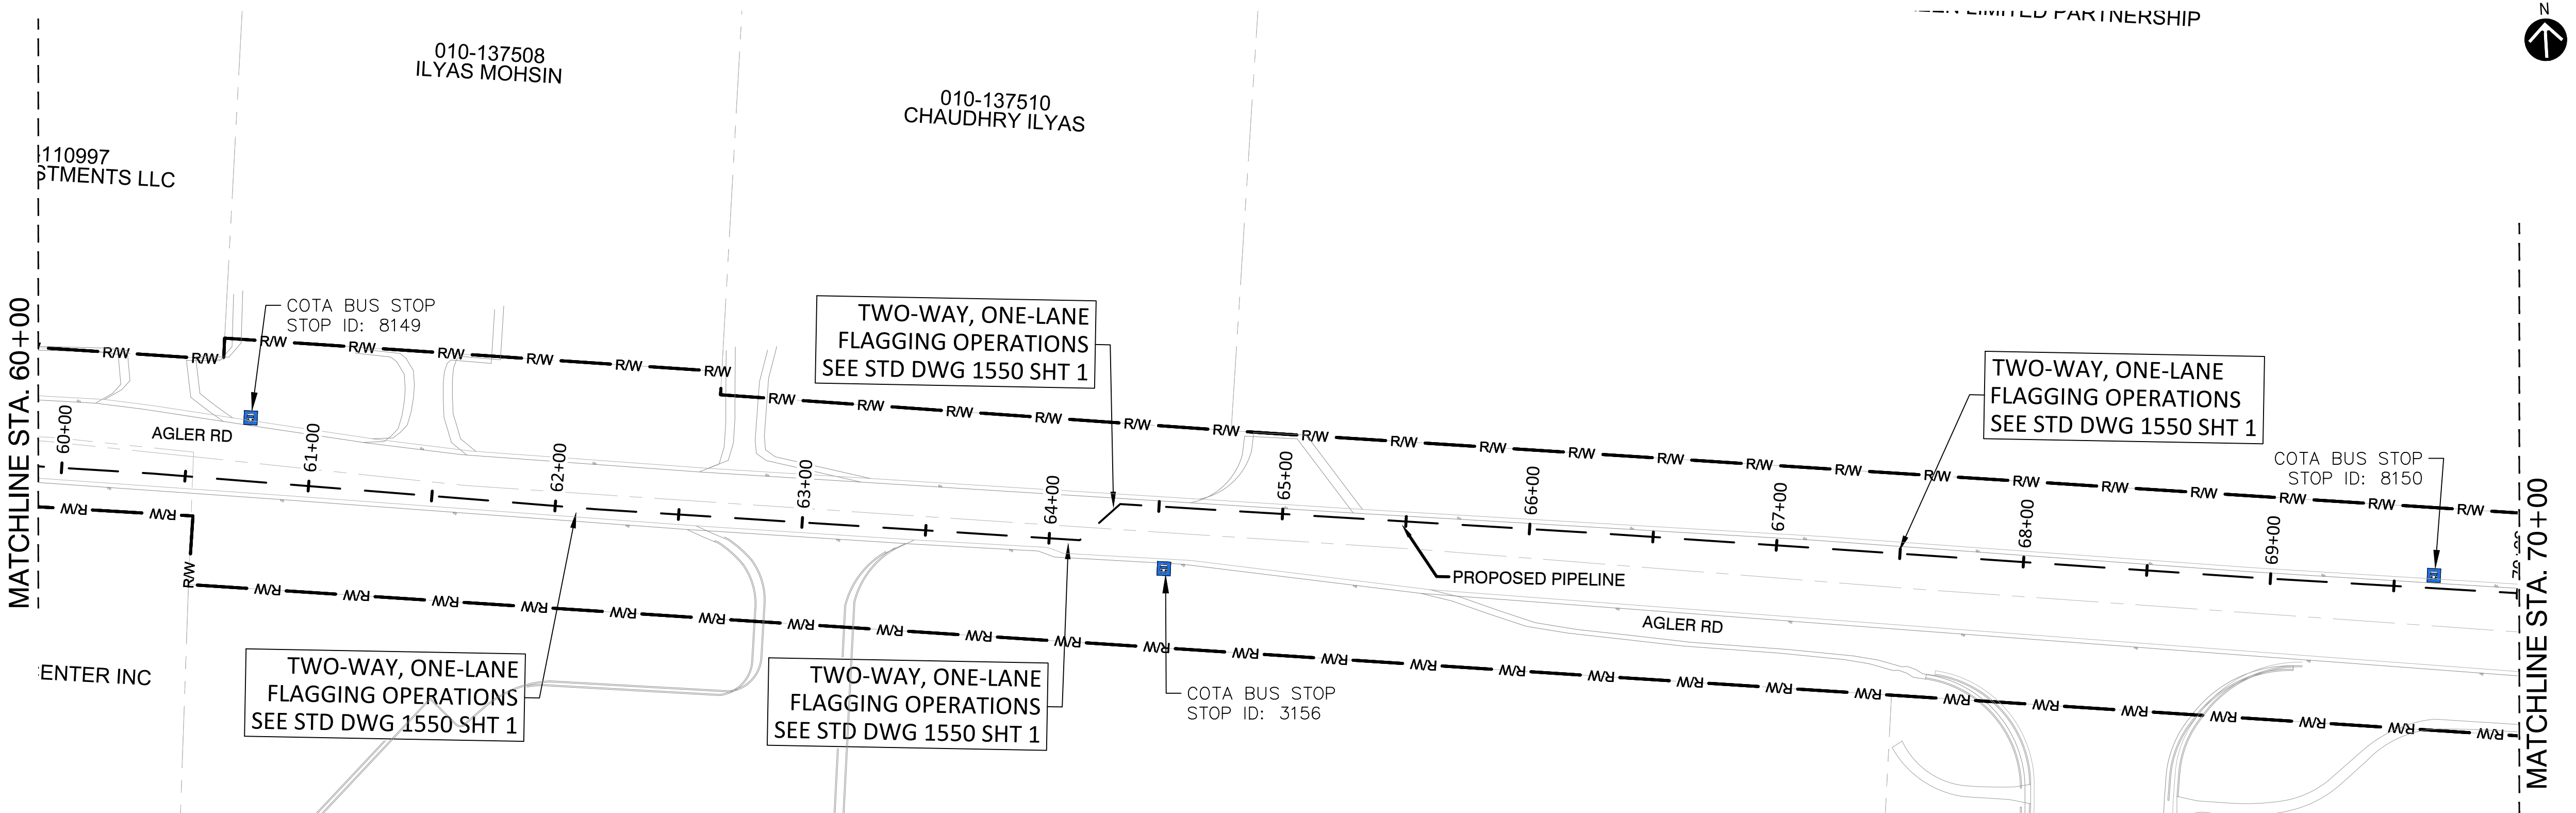 LIMITED PARTNERSHIP
N
010-137508
ILYAS MOHSIN
010-137510
CHAUDHRY ILYAS
110997
STMENTS LLC
MATCHLINE STA. 60+00
COTA BUS STOP
STOP ID: 8149
R/W R/W R/W R/W R/W R/W R/W R/W
R/W R/W R/W R/W R/W R/W R/W R/W R/W R/W R/W R/W R/W R/W R/W R/W R/W R/W R/W R/W
TWO-WAY, ONE-LANE
FLAGGING OPERATIONS
SEE STD DWG 1550 SHT 1
TWO-WAY, ONE-LANE
FLAGGING OPERATIONS
SEE STD DWG 1550 SHT 1
COTA BUS STOP
STOP ID: 8150
AGLER RD
60+00
61+00
62+00
63+00
64+00
65+00
66+00
67+00
68+00
69+00
PROPOSED PIPELINE
AGLER RD
R/W R/W R/W
R/W R/W R/W R/W R/W R/W R/W R/W R/W R/W R/W R/W R/W R/W R/W R/W R/W R/W R/W R/W R/W R/W R/W R/W R/W R/W
ENTER INC
TWO-WAY, ONE-LANE
FLAGGING OPERATIONS
SEE STD DWG 1550 SHT 1
TWO-WAY, ONE-LANE
FLAGGING OPERATIONS
SEE STD DWG 1550 SHT 1
COTA BUS STOP
STOP ID: 3156
MATCHLINE STA. 70+00